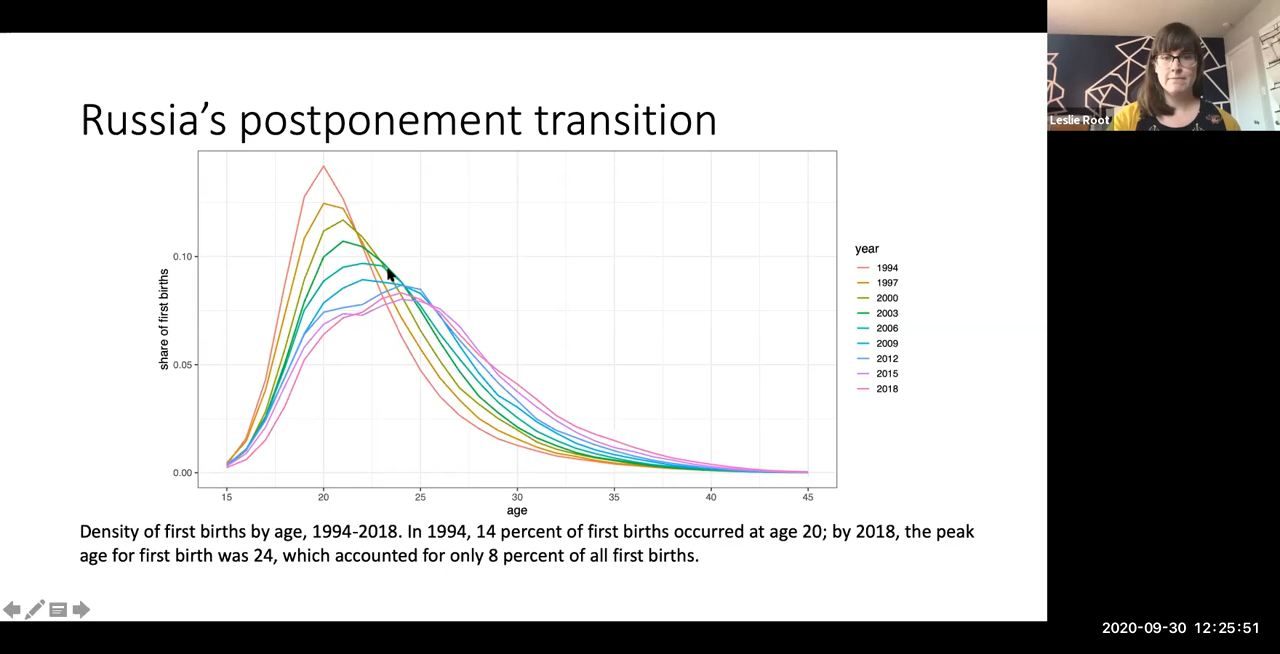 Russia's postponement transition
Leslie Root
share of first births
0.10
0.05
0.00
15
20
25
30
35
40
45
age
year
1994
1997
2000
2003
2006
2009
2012
2015
2018
Density of first births by age, 1994-2018. In 1994, 14 percent of first births occurred at age 20; by 2018, the peak
age for first birth was 24, which accounted for only 8 percent of all first births.
2020-09-30 12:25:51